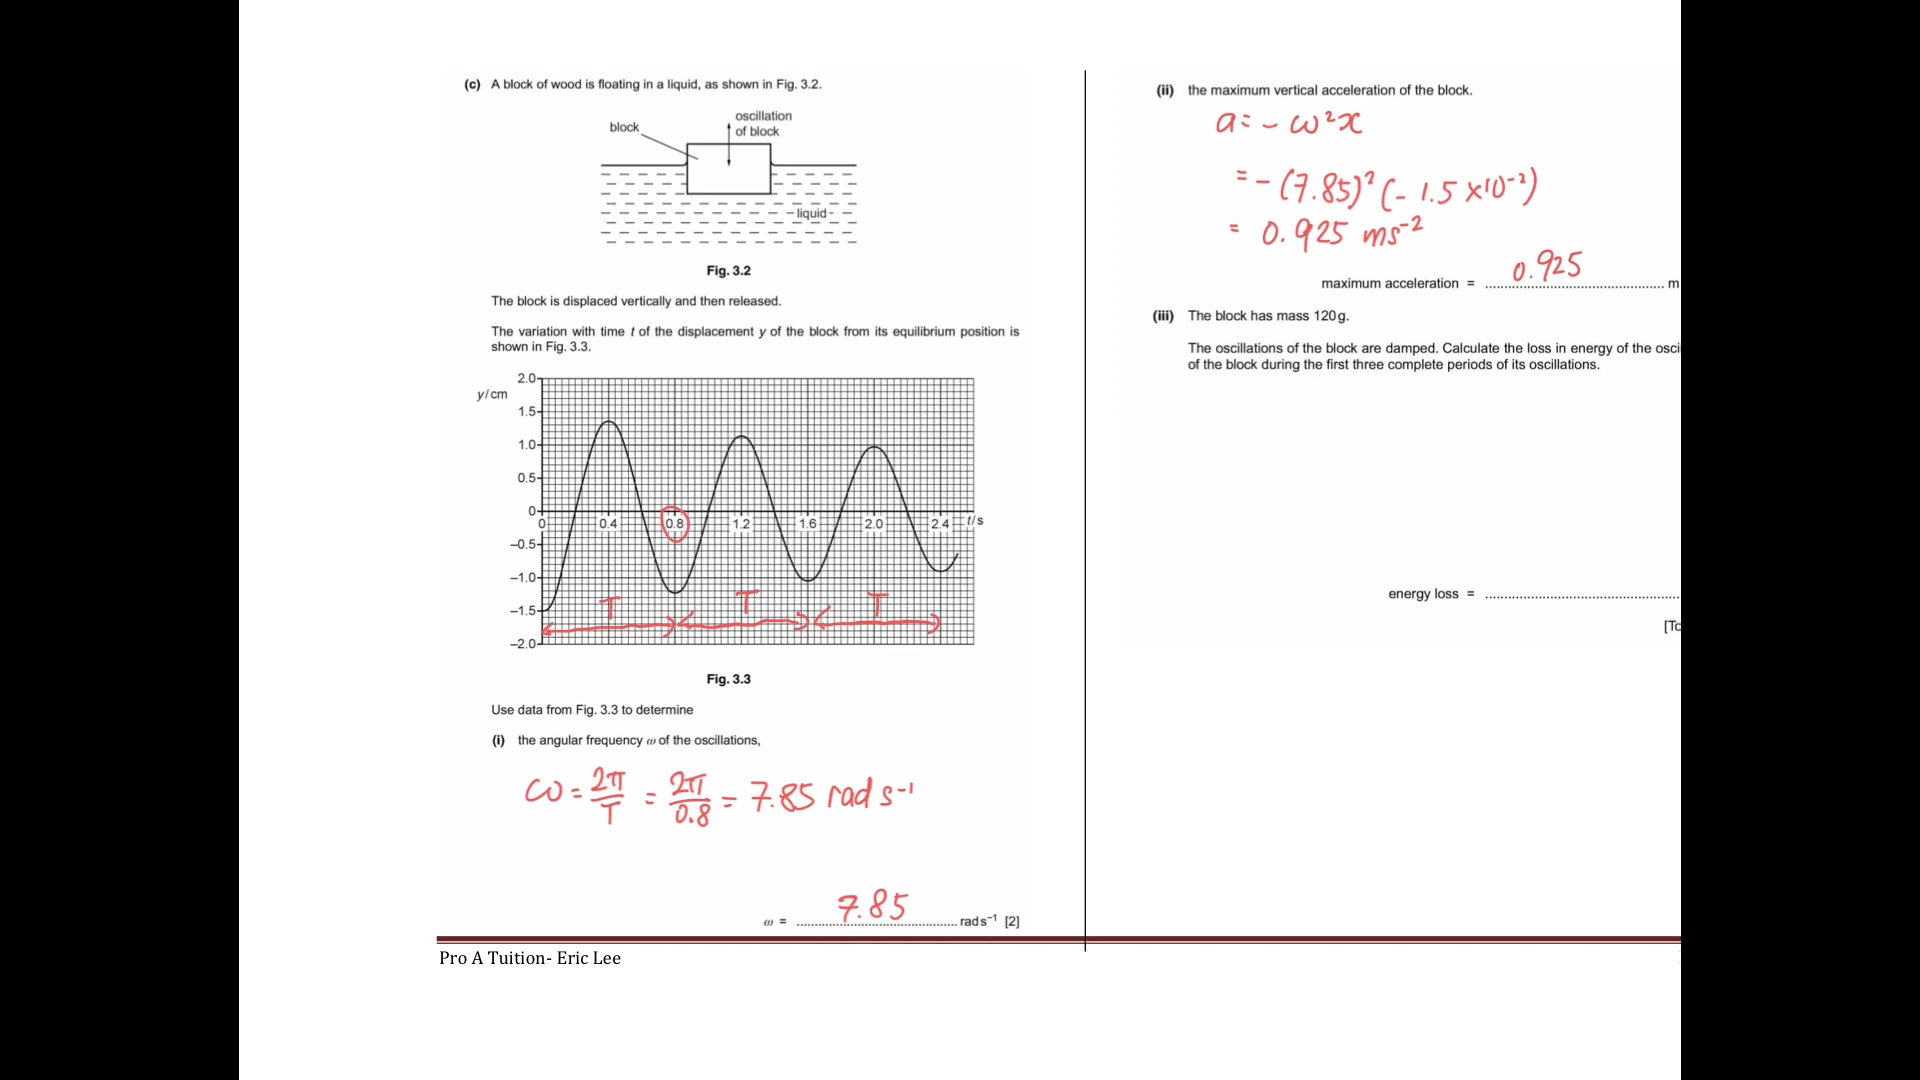 (c) A block of wood is floating in a liquid, as shown in Fig. 3.2.
block
oscillation
of block
liquid
Fig. 3.2
The block is displaced vertically and then released.
The variation with time t of the displacement y of the block from its equilibrium position is
shown in Fig. 3.3.
2.0
y/cm
1.5
1.0
0.5
0
0 0.4 0.8 1.2 1.6 2.0 2.4 t/s
–0.5
–1.0
T T T
–1.5
–2.0
Fig. 3.3
Use data from Fig. 3.3 to determine
(i) the angular frequency ω of the oscillations,
ω = 2π/T = 2π/0.8 = 7.85 rad s⁻¹
7.85
ω = .......... rad s⁻¹ [2]
Pro A Tuition- Eric Lee
(ii) the maximum vertical acceleration of the block.
a = - ω²x
= - (7.85)² (- 1.5 x10⁻²)
= 0.925 ms⁻²
0.925
maximum acceleration = .......... m
(iii) The block has mass 120g.
The oscillations of the block are damped. Calculate the loss in energy of the osci
of the block during the first three complete periods of its oscillations.
energy loss = ..........
[To